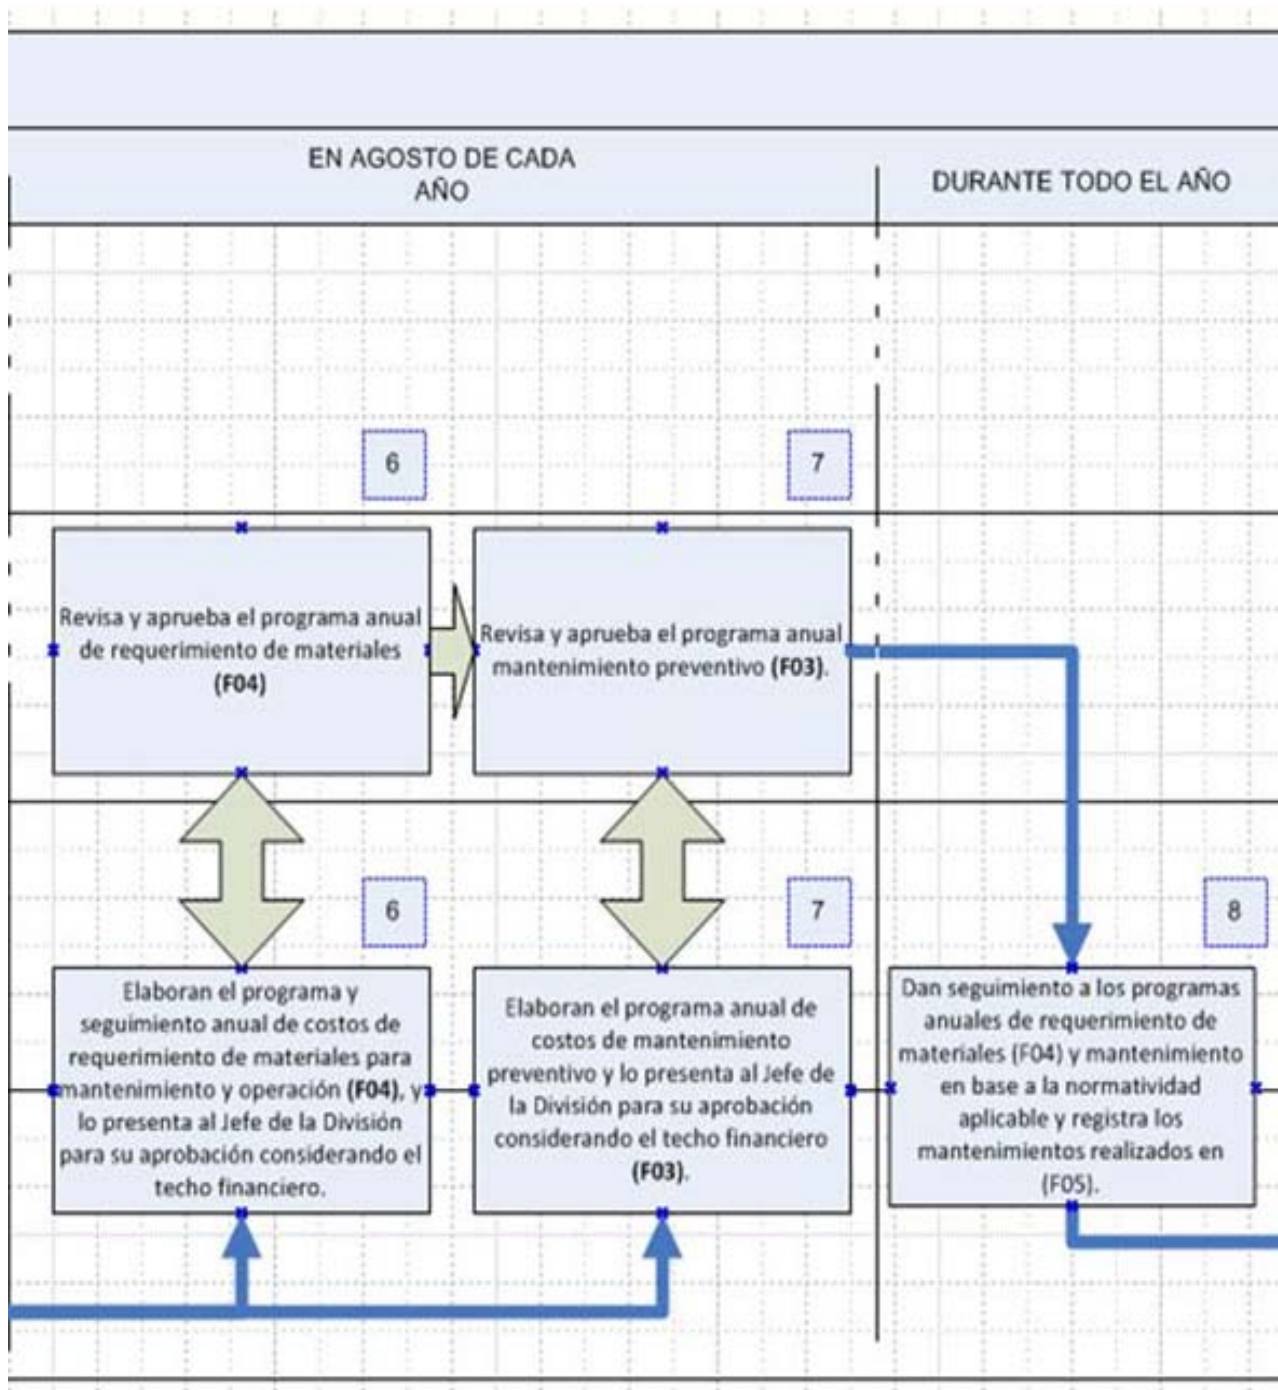 EN AGOSTO DE CADA
AÑO
DURANTE TODO EL AÑO
6
7
Revisa y aprueba el programa anual
de requerimiento de materiales
(F04)
Revisa y aprueba el programa anual
mantenimiento preventivo (F03).
6
7
8
Elaboran el programa y
seguimiento anual de costos de
requerimiento de materiales para
mantenimiento y operación (F04), y
lo presenta al Jefe de la División
para su aprobación considerando el
techo financiero.
Elaboran el programa anual de
costos de mantenimiento
preventivo y lo presenta al Jefe de
la División para su aprobación
considerando el techo financiero
(F03).
Dan seguimiento a los programas
anuales de requerimiento de
materiales (F04) y mantenimiento
en base a la normatividad
aplicable y registra los
mantenimientos realizados en
(F05).